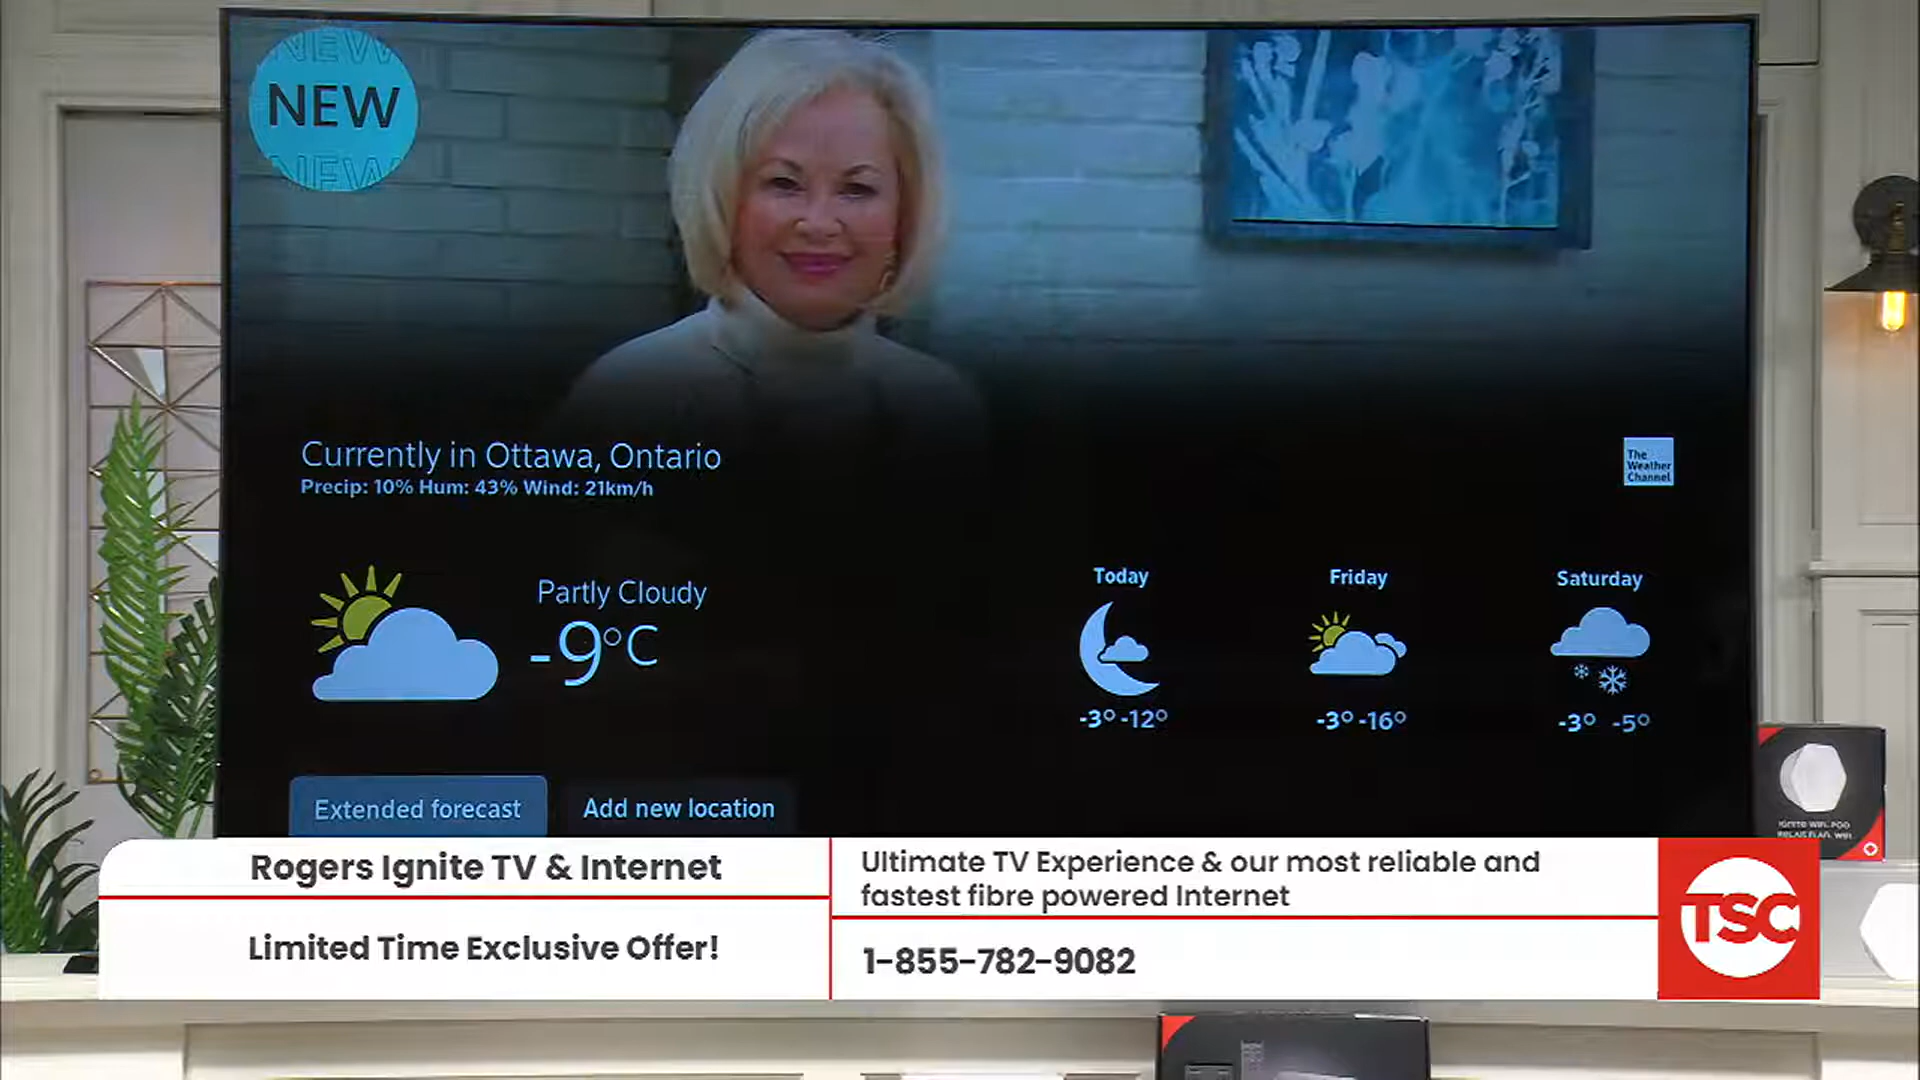 NEW
NEW
NEW
Currently in Ottawa, Ontario
Precip: 10% Hum: 43% Wind: 21km/h
The
Weather
Channel
Partly Cloudy
-9°C
Today
-3° -12°
Friday
-3° -16°
Saturday
-3° -5°
Extended forecast
Add new location
Rogers Ignite TV & Internet
Limited Time Exclusive Offer!
Ultimate TV Experience & our most reliable and
fastest fibre powered Internet
1-855-782-9082
TSC